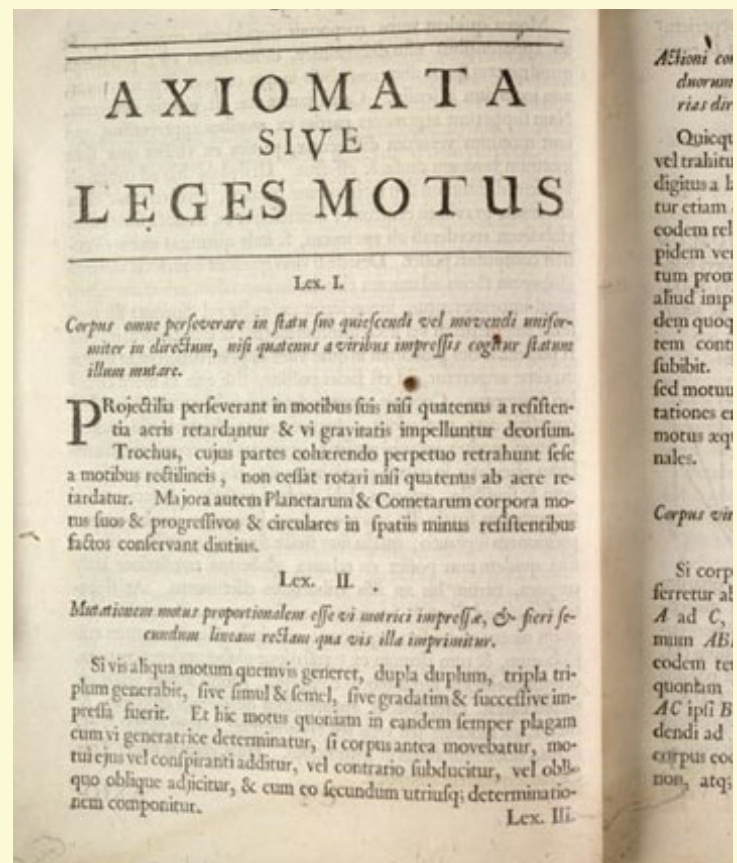 AXIOMATA
SIVE
LEGES MOTUS
Lex. I.
Corpus omne perſeverare in ſtatu ſuo quieſcendi vel movendi unifor-
miter in directum, niſi quatenus a viribus impreſſis cogitur ſtatum
illum mutare.
PRojectilia perſeverant in motibus ſuis niſi quatenus a reſiſten-
tia aeris retardantur & vi gravitatis impelluntur deorſum.
Trochus, cujus partes cohærendo perpetuo retrahunt ſeſe
a motibus rectilineis, non ceſſat rotari niſi quatenus ab aere re-
tardatur. Majora autem Planetarum & Cometarum corpora mo-
tus ſuos & progreſſivos & circulares in ſpatiis minus reſiſtentibus
factos conſervant diutius.
Lex. II.
Mutationem motus proportionalem eſſe vi motrici impreſſæ, & fieri ſe-
cundum lineam rectam qua vis illa imprimitur.
Si vis aliqua motum quemvis generet, dupla duplum, tripla tri-
plum generabit, ſive ſimul & ſemel, ſive gradatim & ſucceſſive im-
preſſa fuerit. Et hic motus quoniam in eandem ſemper plagam
cum vi generatrice determinatur, ſi corpus antea movebatur, mo-
tui ejus vel conſpiranti additur, vel contrario ſubducitur, vel obli-
quo oblique adjicitur, & cum eo ſecundum utriuſq; determinatio-
nem componitur.
Lex. III.
Actioni con
duorum
rias dir
Quicqu
vel trahitu
digitus a l
tur etiam
eodem rel
pidem ver
tum prom
aliud imp
dem quoq
tem cont
ſubibit.
ſed motuu
tationes e
motus æq
nales.
Corpus vir
Si corp
ferretur ab
A ad C,
mum AB
eodem te
quoniam
AC ipſi B
dendi ad
corpus eod
non, atq;